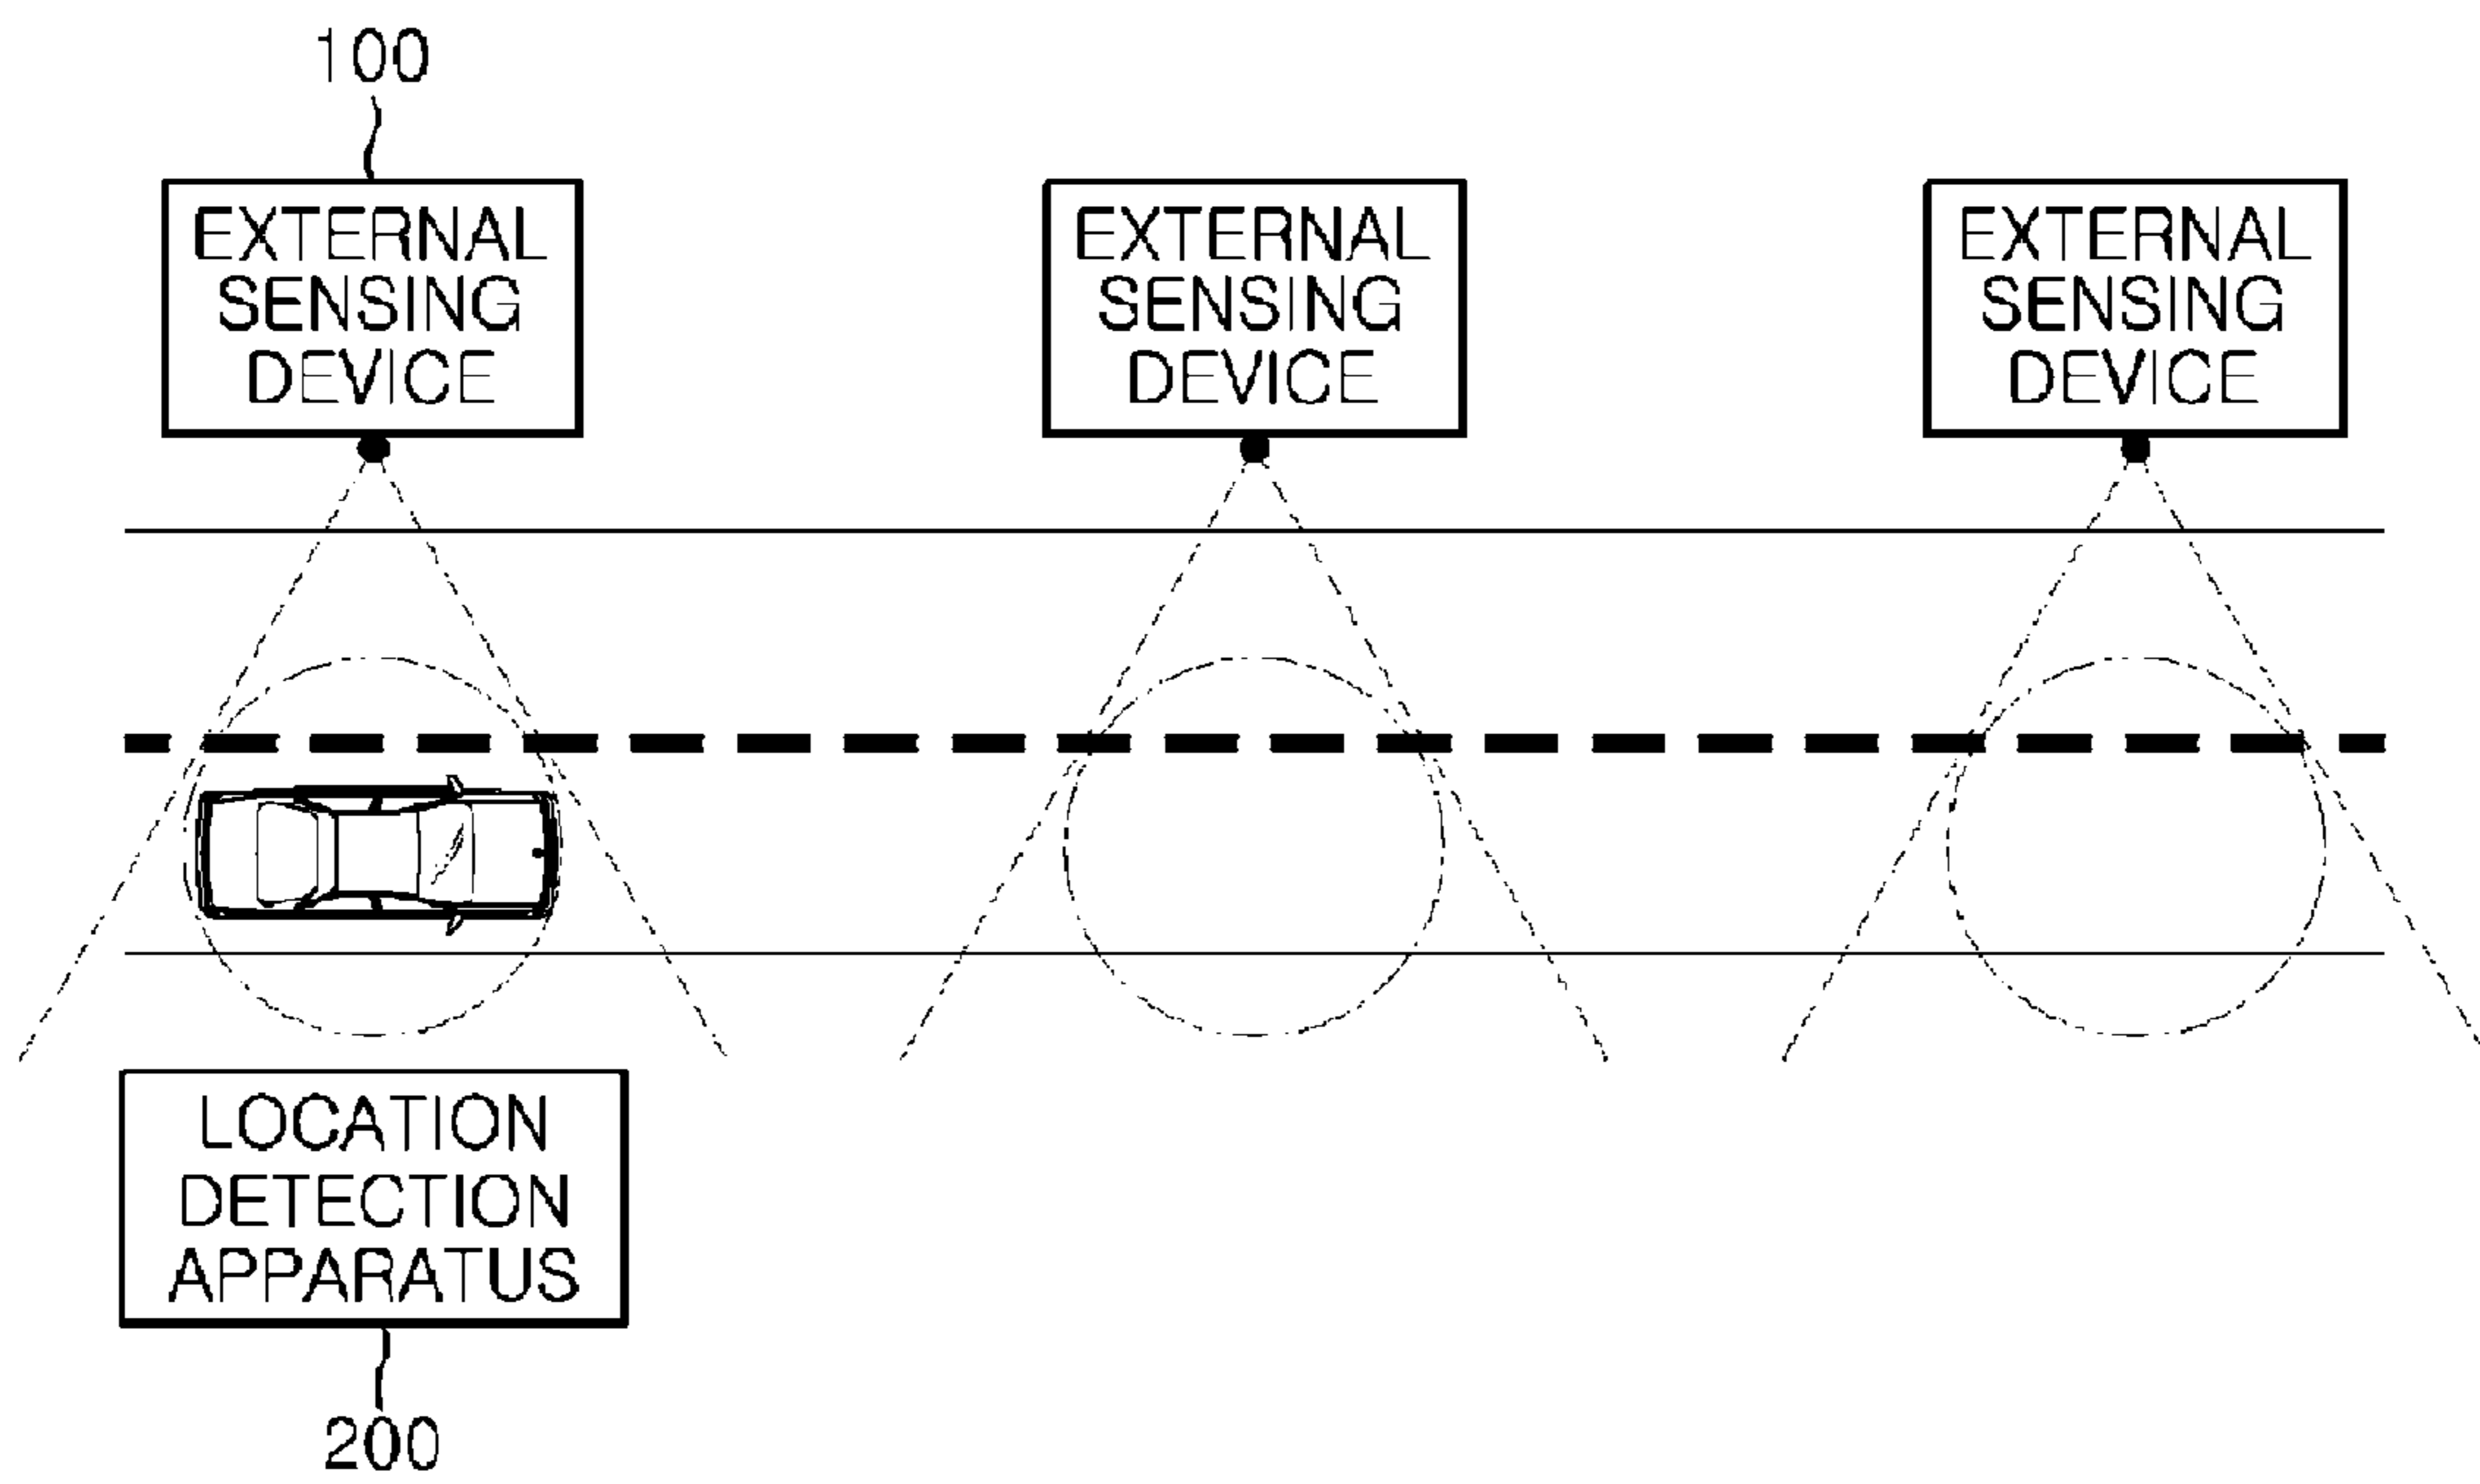 100
EXTERNAL
SENSING
DEVICE
EXTERNAL
SENSING
DEVICE
EXTERNAL
SENSING
DEVICE
LOCATION
DETECTION
APPARATUS
200